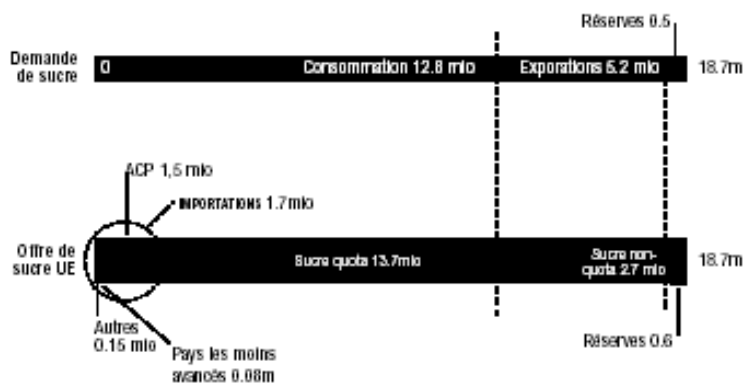 Réserves 0.5
Demande
de sucre
0
Consommation 12.8 mio
Exporations 5.2 mio
18.7m
ACP 1,5 mio
IMPORTATIONS 1.7mio
Offre de
sucre UE
Sucre quota 13.7mio
Sucre non-
quota 2.7 mio
18.7m
Autres
0.15 mio
Pays les moins
avancés 0.08m
Réserves 0.6